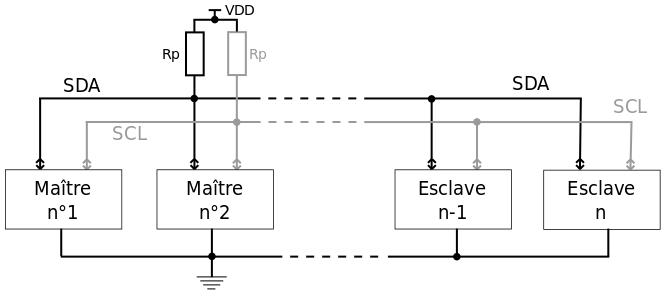 VDD
Rp
Rp
SDA
SDA
SCL
SCL
Maître
n°1
Maître
n°2
Esclave
n-1
Esclave
n